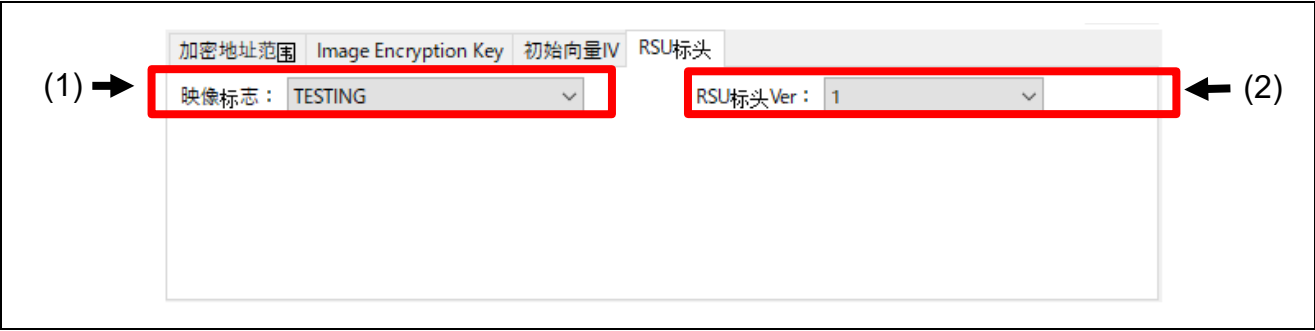 加密地址范围 Image Encryption Key 初始向量IV RSU标头
(1) 映像标志： TESTING RSU标头Ver： 1 (2)